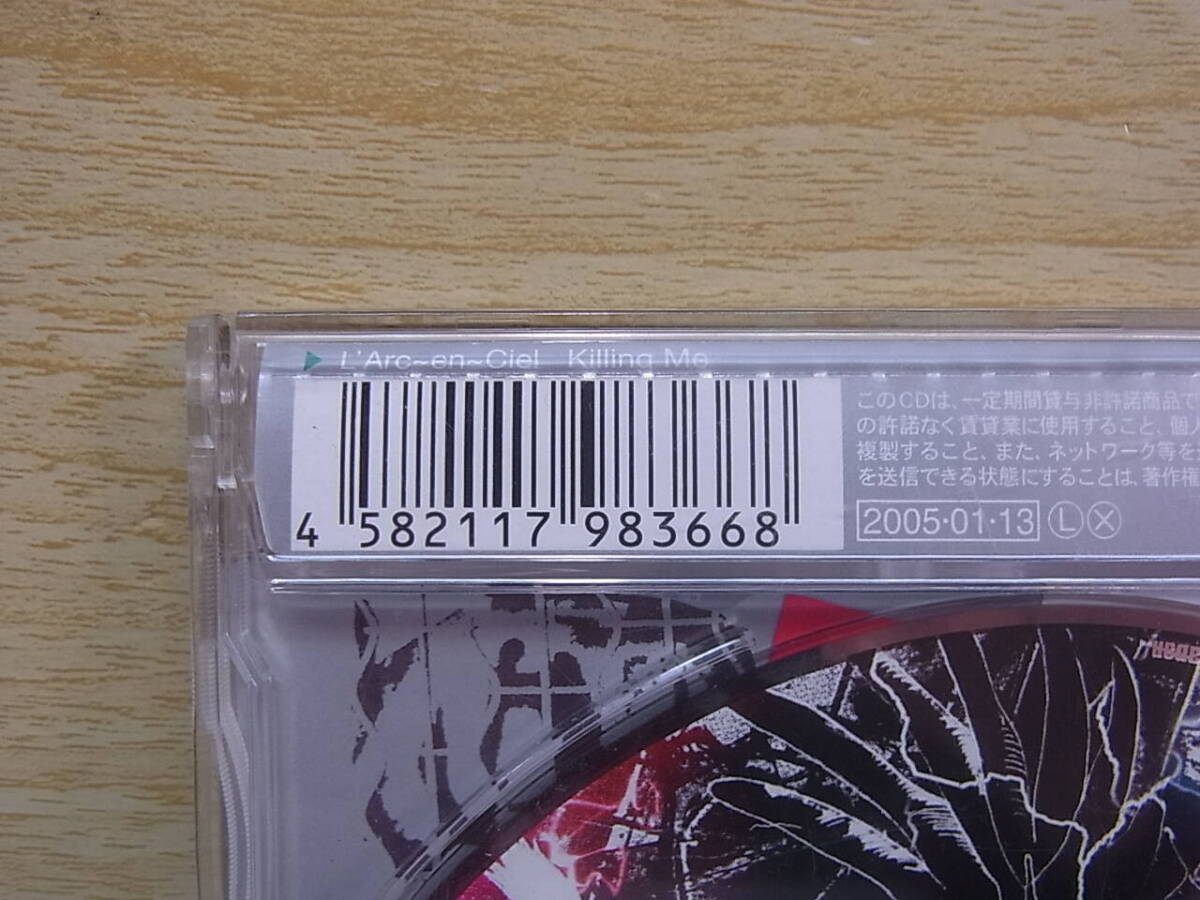 L'Arc~en~Ciel Killing Me
4 582117 983668
このCDは、一定期間貸与非許諾商品で
の許諾なく賃貸業に使用すること、個
複製すること、また、ネットワーク等を
を送信できる状態にすることは、著作権
2005·01·13 L X